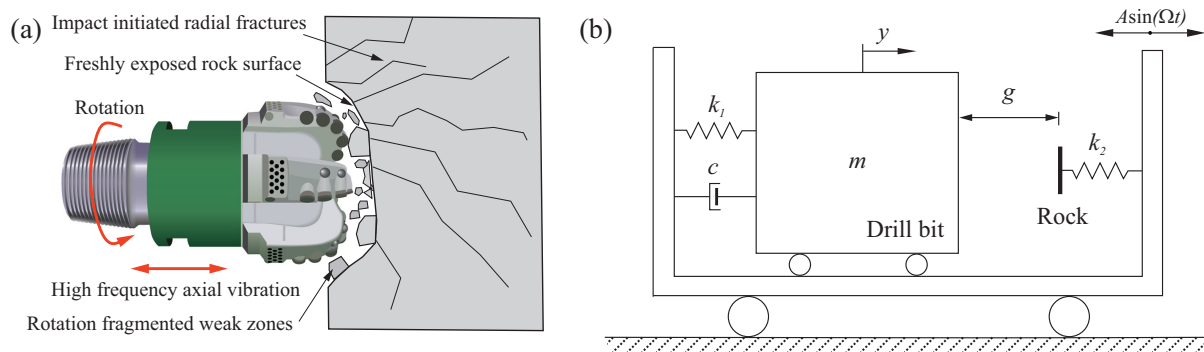 (a)
Impact initiated radial fractures
Freshly exposed rock surface
Rotation
High frequency axial vibration
Rotation fragmented weak zones
(b)
Asin(Ωt)
y
k₁
g
k₂
c
m
Rock
Drill bit